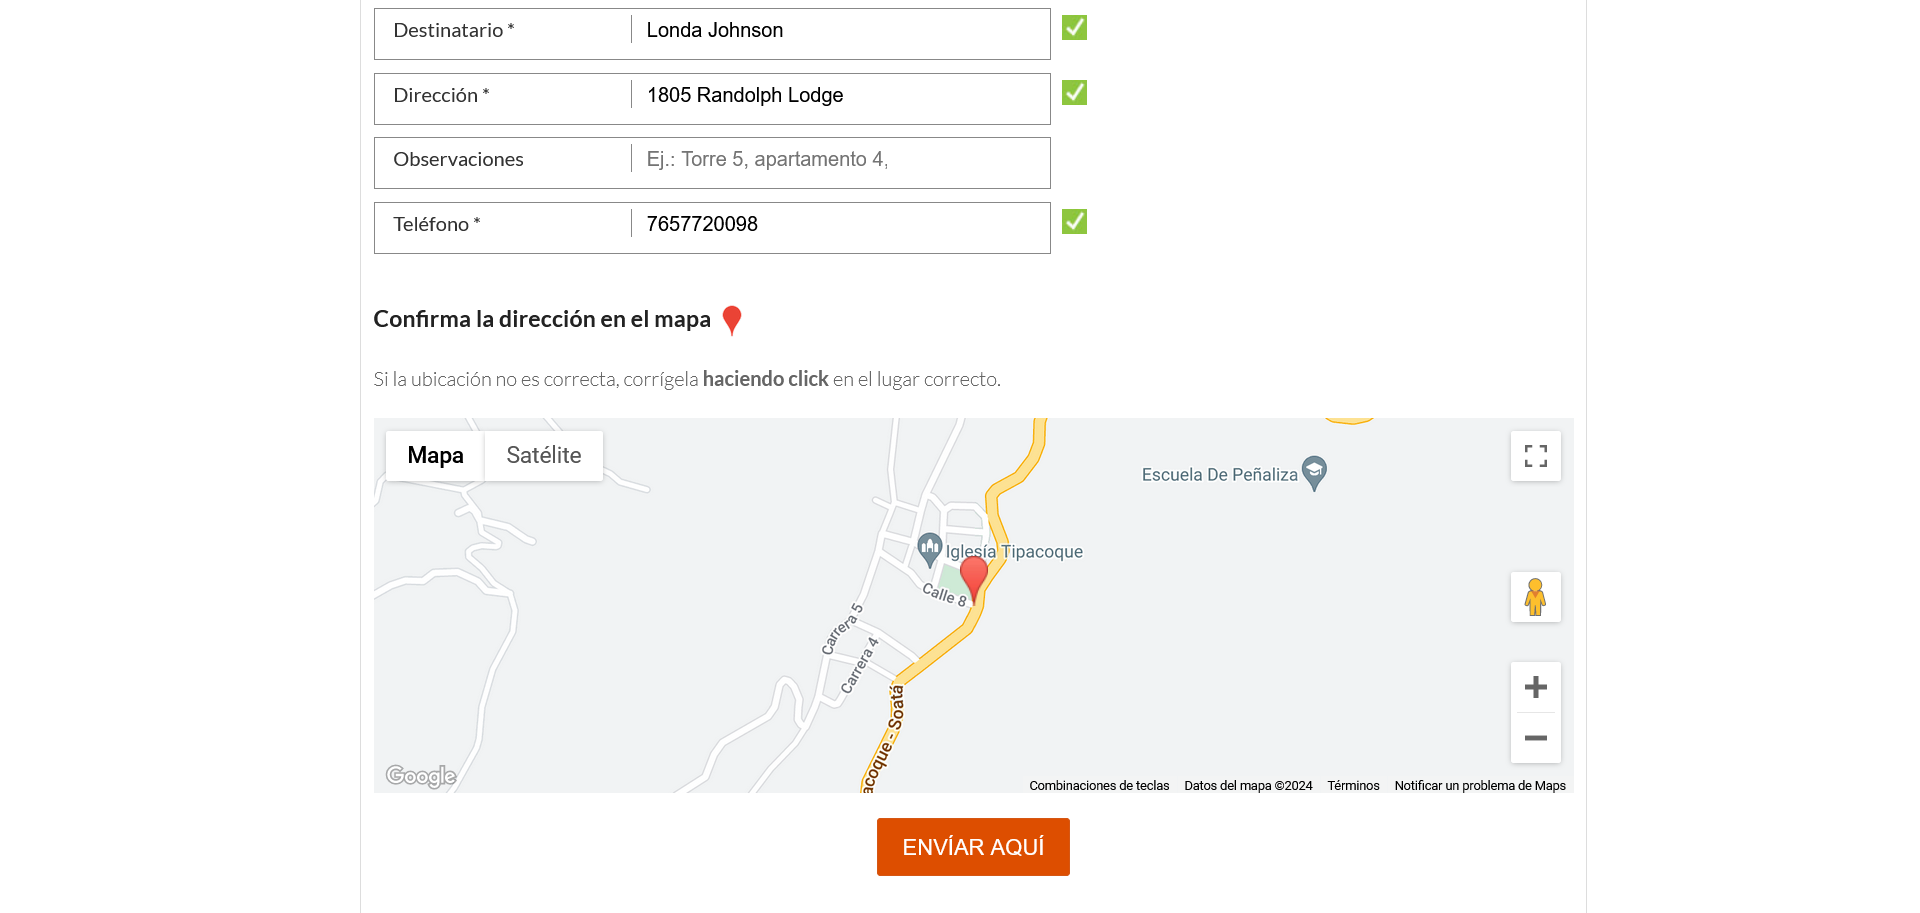 Destinatario * Londa Johnson
Dirección * 1805 Randolph Lodge
Observaciones Ej.: Torre 5, apartamento 4,
Teléfono * 7657720098
Confirma la dirección en el mapa
Si la ubicación no es correcta, corrígela haciendo click en el lugar correcto.
Mapa Satélite
Escuela De Peñaliza
Iglesía Tipacoque
Calle 8
Carrera 5
Carrera 4
acoque - Soatá
Google
Combinaciones de teclas Datos del mapa ©2024 Términos Notificar un problema de Maps
ENVÍAR AQUÍ